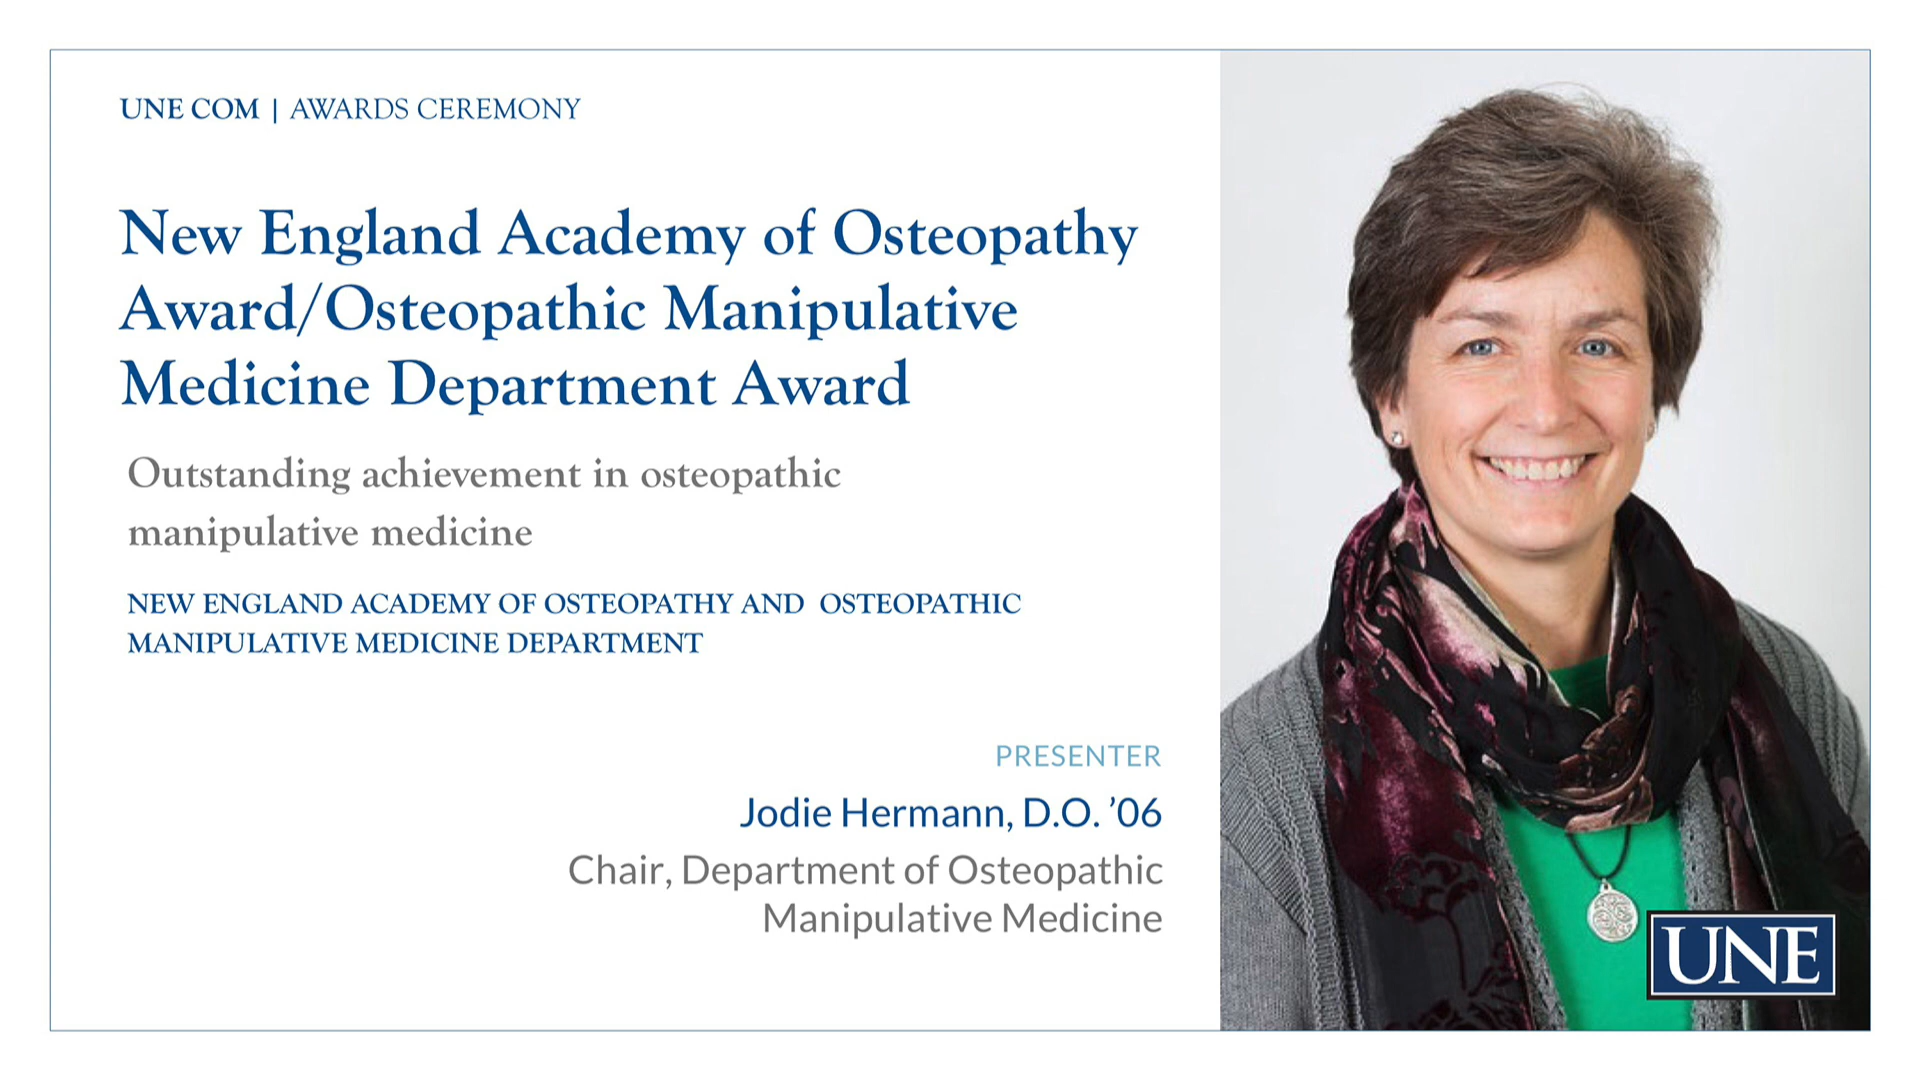 UNE COM | AWARDS CEREMONY
New England Academy of Osteopathy
Award/Osteopathic Manipulative
Medicine Department Award
Outstanding achievement in osteopathic
manipulative medicine
NEW ENGLAND ACADEMY OF OSTEOPATHY AND OSTEOPATHIC
MANIPULATIVE MEDICINE DEPARTMENT
PRESENTER
Jodie Hermann, D.O. ’06
Chair, Department of Osteopathic
Manipulative Medicine
UNE